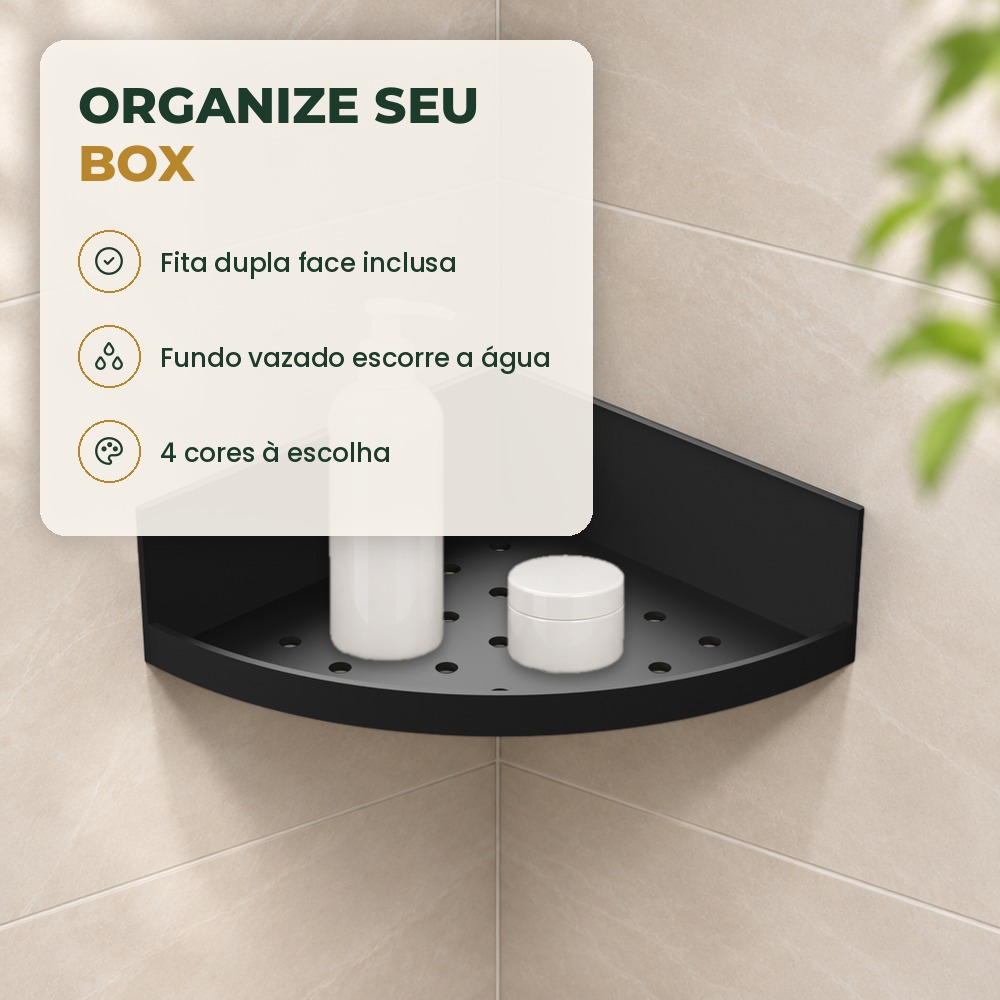 ORGANIZE SEU
BOX
Fita dupla face inclusa
Fundo vazado escorre a água
4 cores à escolha